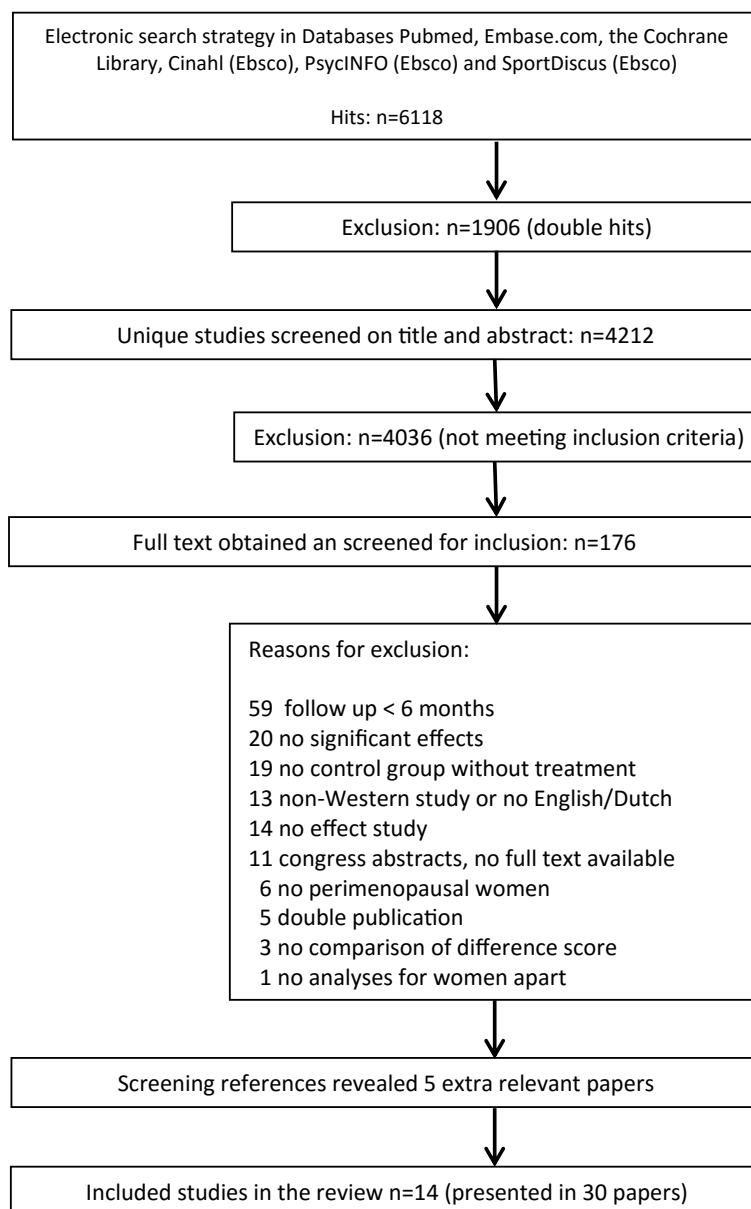 Electronic search strategy in Databases Pubmed, Embase.com, the Cochrane
Library, Cinahl (Ebsco), PsycINFO (Ebsco) and SportDiscus (Ebsco)
Hits: n=6118
Exclusion: n=1906 (double hits)
Unique studies screened on title and abstract: n=4212
Exclusion: n=4036 (not meeting inclusion criteria)
Full text obtained an screened for inclusion: n=176
Reasons for exclusion:
59 follow up < 6 months
20 no significant effects
19 no control group without treatment
13 non-Western study or no English/Dutch
14 no effect study
11 congress abstracts, no full text available
6 no perimenopausal women
5 double publication
3 no comparison of difference score
1 no analyses for women apart
Screening references revealed 5 extra relevant papers
Included studies in the review n=14 (presented in 30 papers)